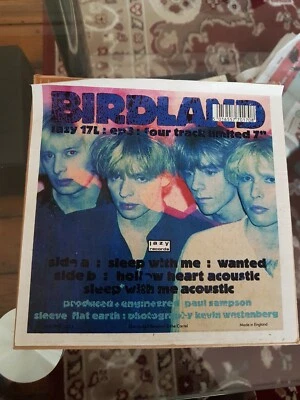 BIRDLAND
lazy 17L : ep3 : four track limited 7"
lazy
records
side a : sleep with me : wanted
side b : hollow heart acoustic
sleep with me acoustic
produced + engineered paul sampson
sleeve flat earth : photography kevin westenberg
Made in England